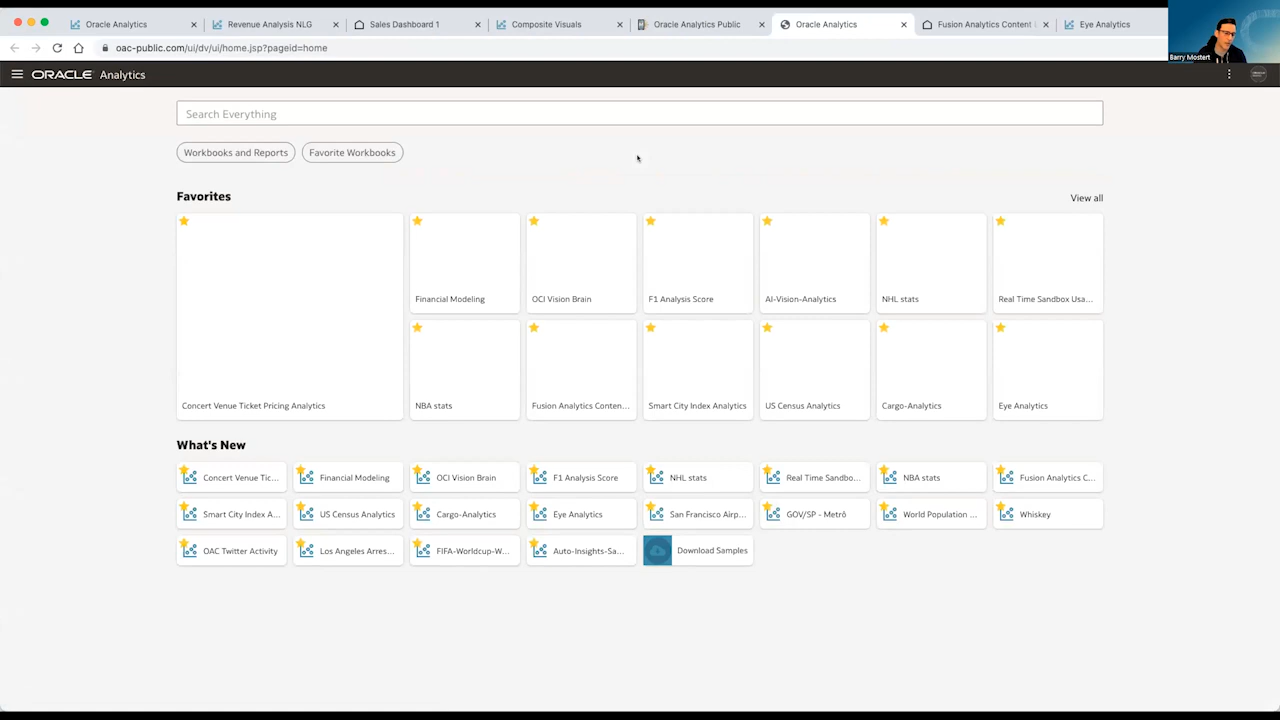 Oracle Analytics
Revenue Analysis NLG
Sales Dashboard 1
Composite Visuals
Oracle Analytics Public
Oracle Analytics
Fusion Analytics Content
Eye Analytics
oac-public.com/ui/dv/ui/home.jsp?pageid=home
Barry Mostert
ORACLE Analytics
Search Everything
Workbooks and Reports
Favorite Workbooks
Favorites
View all
Financial Modeling
OCI Vision Brain
F1 Analysis Score
AI-Vision-Analytics
NHL stats
Real Time Sandbox Usa...
Concert Venue Ticket Pricing Analytics
NBA stats
Fusion Analytics Conten...
Smart City Index Analytics
US Census Analytics
Cargo-Analytics
Eye Analytics
What's New
Concert Venue Tic...
Financial Modeling
OCI Vision Brain
F1 Analysis Score
NHL stats
Real Time Sandbo...
NBA stats
Fusion Analytics C...
Smart City Index A...
US Census Analytics
Cargo-Analytics
Eye Analytics
San Francisco Airp...
GOV/SP - Metrô
World Population ...
Whiskey
OAC Twitter Activity
Los Angeles Arres...
FIFA-Worldcup-W...
Auto-Insights-Sa...
Download Samples